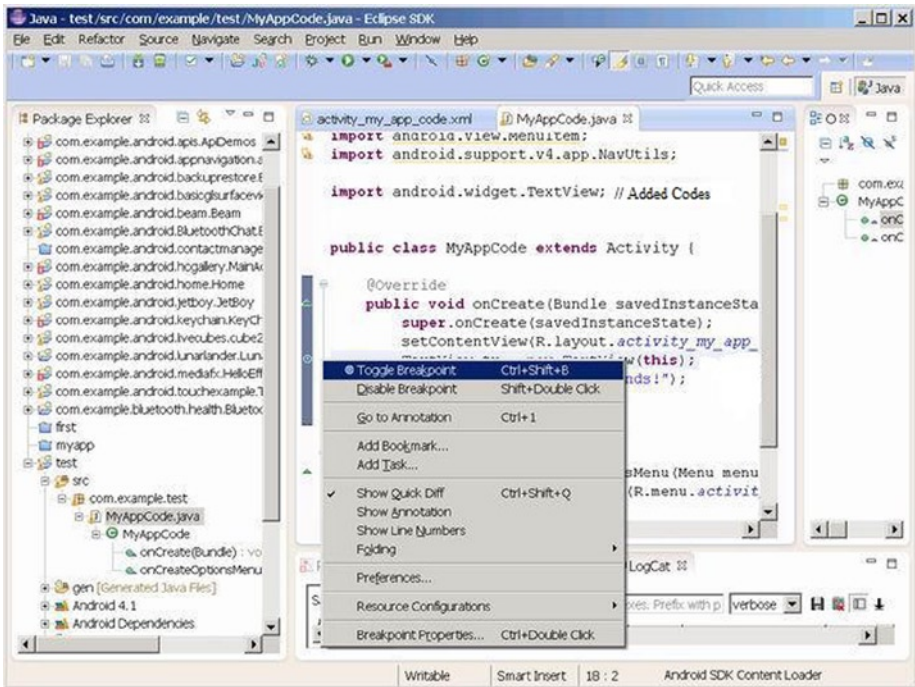 Java - test/src/com/example/test/MyAppCode.java - Eclipse SDK
File Edit Refactor Source Navigate Search Project Run Window Help
Quick Access
Java
Package Explorer
com.example.android.apis.ApiDemos
com.example.android.appnavigation.a
com.example.android.backuprestore.B
com.example.android.basicglsurfacevie
com.example.android.beam.Beam
com.example.android.BluetoothChat.B
com.example.android.contactmanage
com.example.android.hcgallery.MainAc
com.example.android.home.Home
com.example.android.jetboy.JetBoy
com.example.android.keychain.KeyCh
com.example.android.livecubes.cube2
com.example.android.lunarlander.Lun
com.example.android.mediafx.HelloEff
com.example.android.touchexample.T
com.example.bluetooth.health.Bluetoo
first
myapp
test
src
com.example.test
MyAppCode.java
MyAppCode
onCreate(Bundle) : vo
onCreateOptionsMenu
gen [Generated Java Files]
Android 4.1
Android Dependencies
activity_my_app_code.xml
MyAppCode.java
import android.view.MenuItem;
import android.support.v4.app.NavUtils;
import android.widget.TextView; // Added Codes
public class MyAppCode extends Activity {
@Override
public void onCreate(Bundle savedInstanceSta
super.onCreate(savedInstanceState);
setContentView(R.layout.activity_my_app_
TextView(this);
nds!");
sMenu(Menu menu
(R.menu.activit
Toggle Breakpoint Ctrl+Shift+B
Disable Breakpoint Shift+Double Click
Go to Annotation Ctrl+1
Add Bookmark...
Add Task...
Show Quick Diff Ctrl+Shift+Q
Show Annotation
Show Line Numbers
Folding
Preferences...
Resource Configurations
Breakpoint Properties... Ctrl+Double Click
com.exa
MyAppC
onC
onC
LogCat
xes. Prefix with p
verbose
Writable
Smart Insert
18 : 2
Android SDK Content Loader